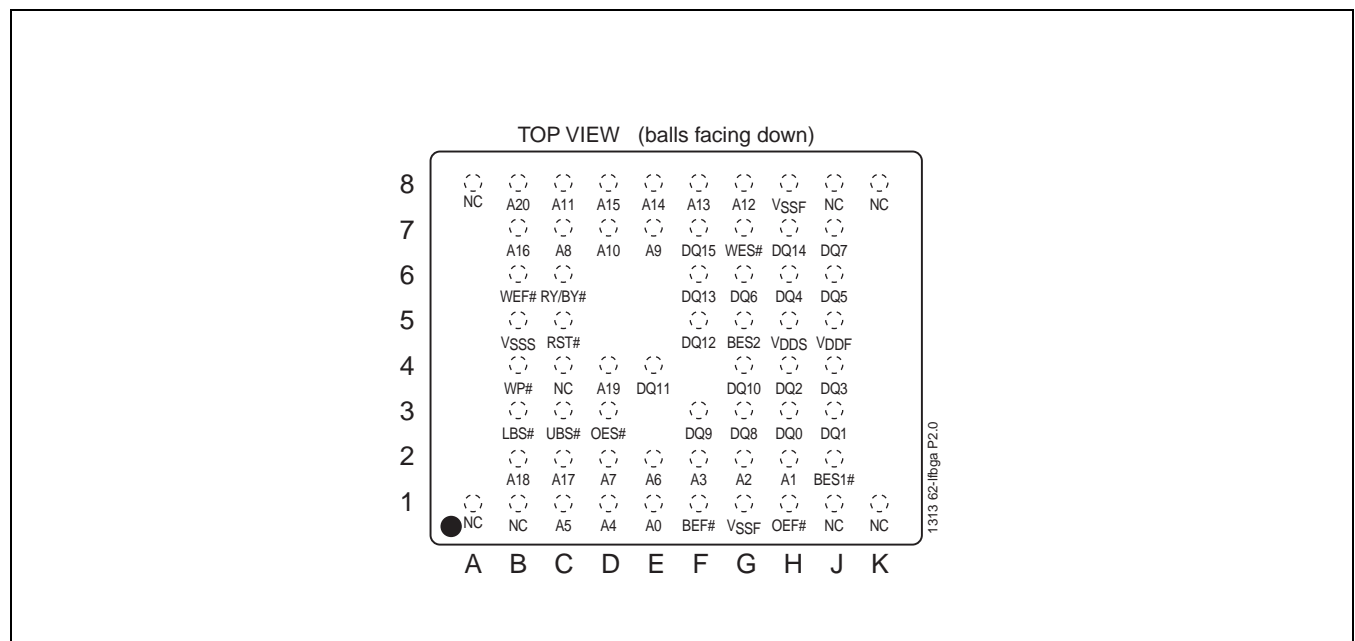 TOP VIEW (balls facing down)
8
NC A20 A11 A15 A14 A13 A12 VSSF NC NC
7
A16 A8 A10 A9 DQ15 WES# DQ14 DQ7
6
WEF# RY/BY# DQ13 DQ6 DQ4 DQ5
5
VSSS RST# DQ12 BES2 VDDS VDDF
4
WP# NC A19 DQ11 DQ10 DQ2 DQ3
3
LBS# UBS# OES# DQ9 DQ8 DQ0 DQ1
2
A18 A17 A7 A6 A3 A2 A1 BES1#
1
NC NC A5 A4 A0 BEF# VSSF OEF# NC NC
A B C D E F G H J K
1313 62-lfbga P2.0